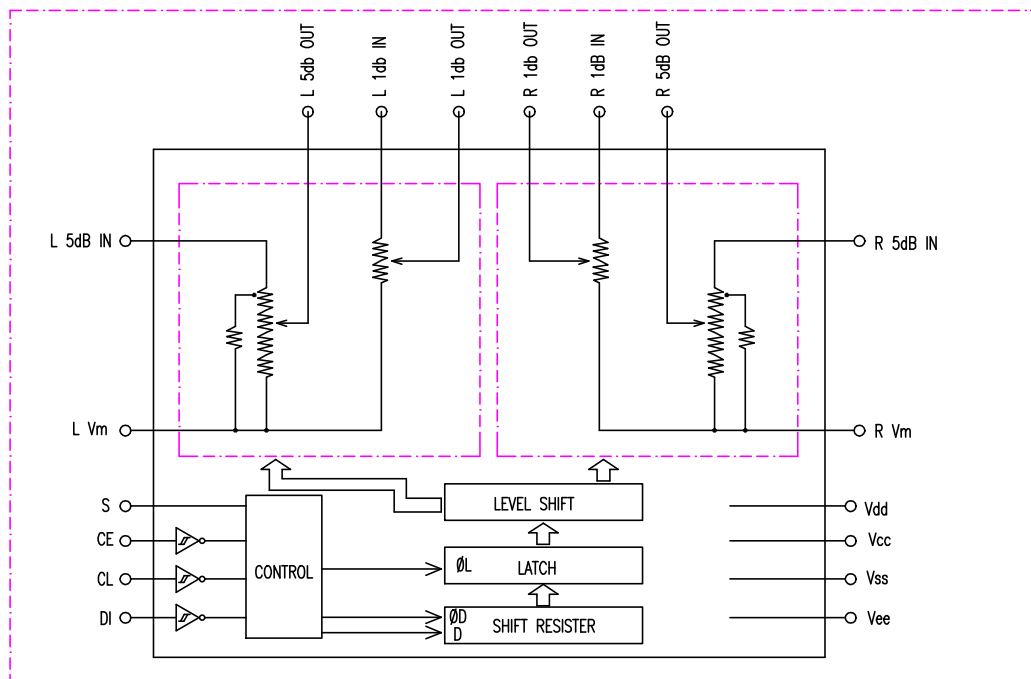 L 5db OUT
L 1db IN
L 1db OUT
R 1db OUT
R 1dB IN
R 5dB OUT
L 5dB IN
R 5dB IN
L Vm
R Vm
S
CE
CL
DI
CONTROL
LEVEL SHIFT
ØL
LATCH
ØD
D
SHIFT RESISTER
Vdd
Vcc
Vss
Vee